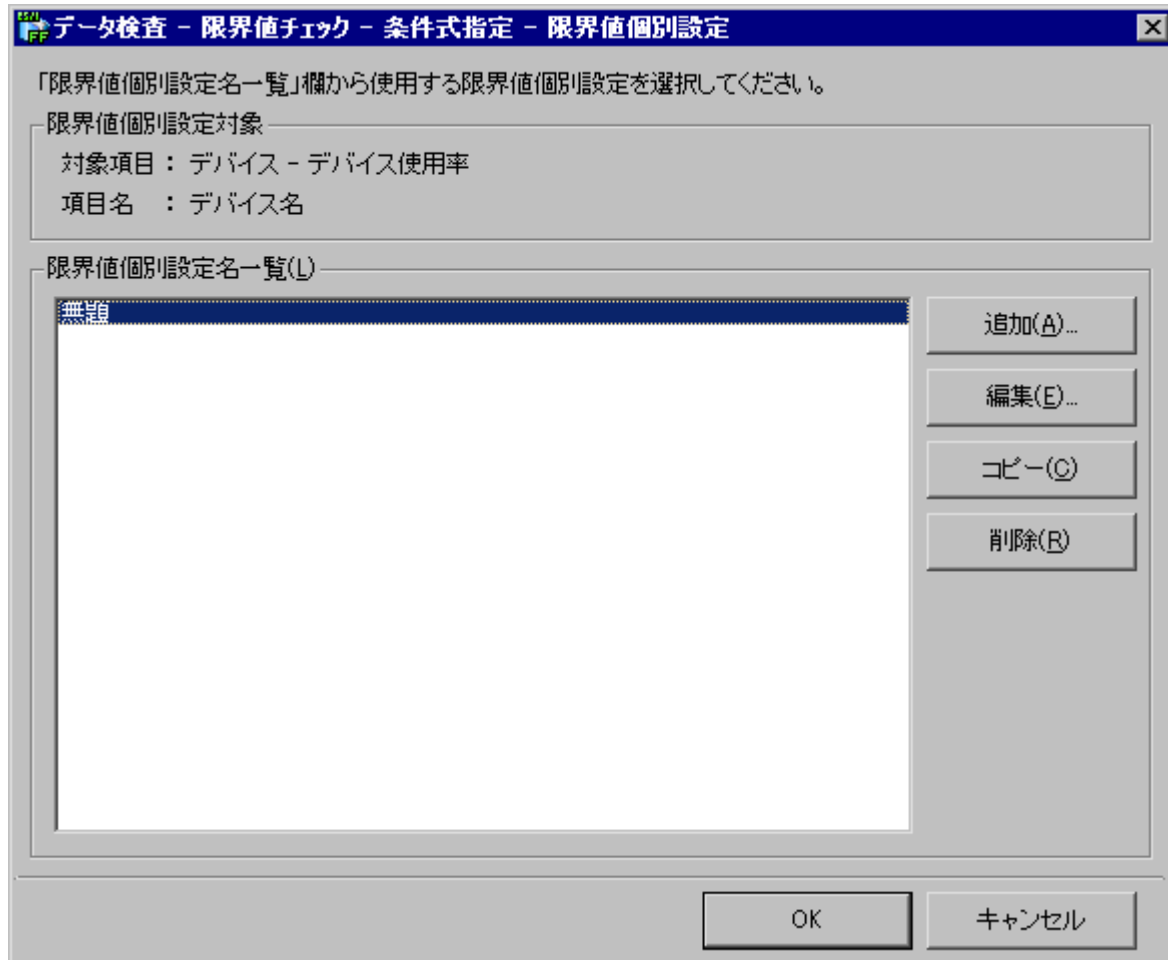 データ検査 - 限界値チェック - 条件式指定 - 限界値個別設定
「限界値個別設定名一覧」欄から使用する限界値個別設定を選択してください。
限界値個別設定対象
対象項目： デバイス - デバイス使用率
項目名　： デバイス名
限界値個別設定名一覧(L)
無題
追加(A)...
編集(E)...
コピー(C)
削除(R)
OK
キャンセル